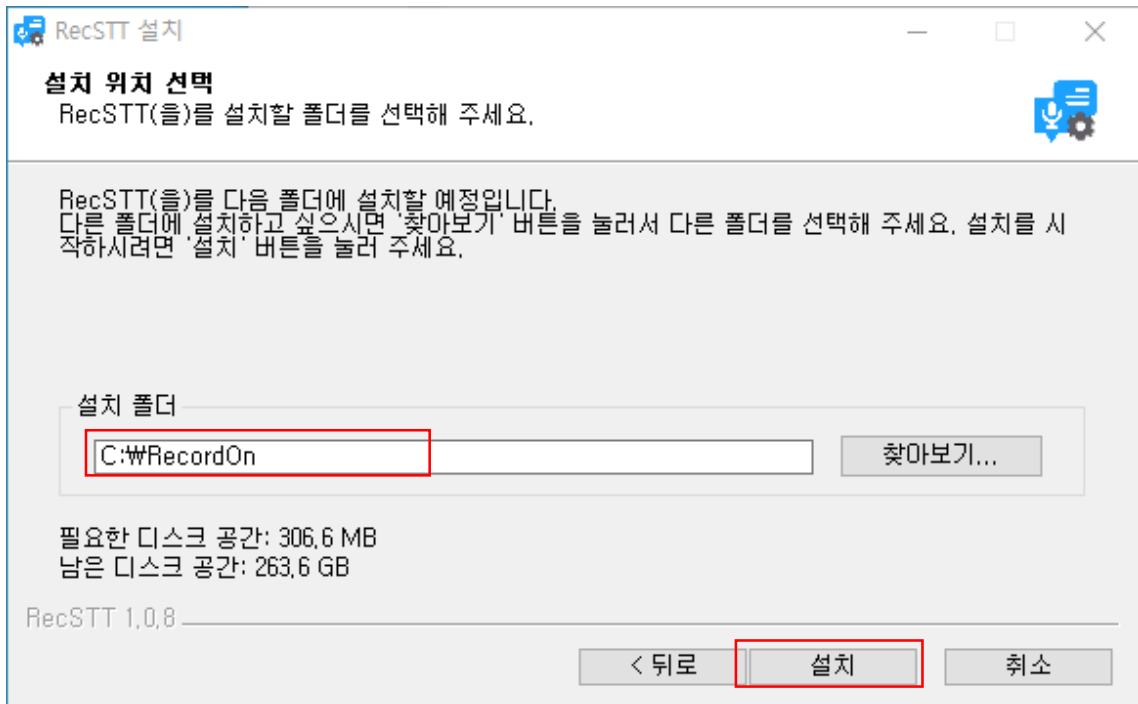 RecSTT 설치
설치 위치 선택
RecSTT(을)를 설치할 폴더를 선택해 주세요.
RecSTT(을)를 다음 폴더에 설치할 예정입니다.
다른 폴더에 설치하고 싶으시면 '찾아보기' 버튼을 눌러서 다른 폴더를 선택해 주세요. 설치를 시
작하시려면 '설치' 버튼을 눌러 주세요.
설치 폴더
C:₩RecordOn
찾아보기...
필요한 디스크 공간: 306.6 MB
남은 디스크 공간: 263.6 GB
RecSTT 1.0.8
< 뒤로
설치
취소